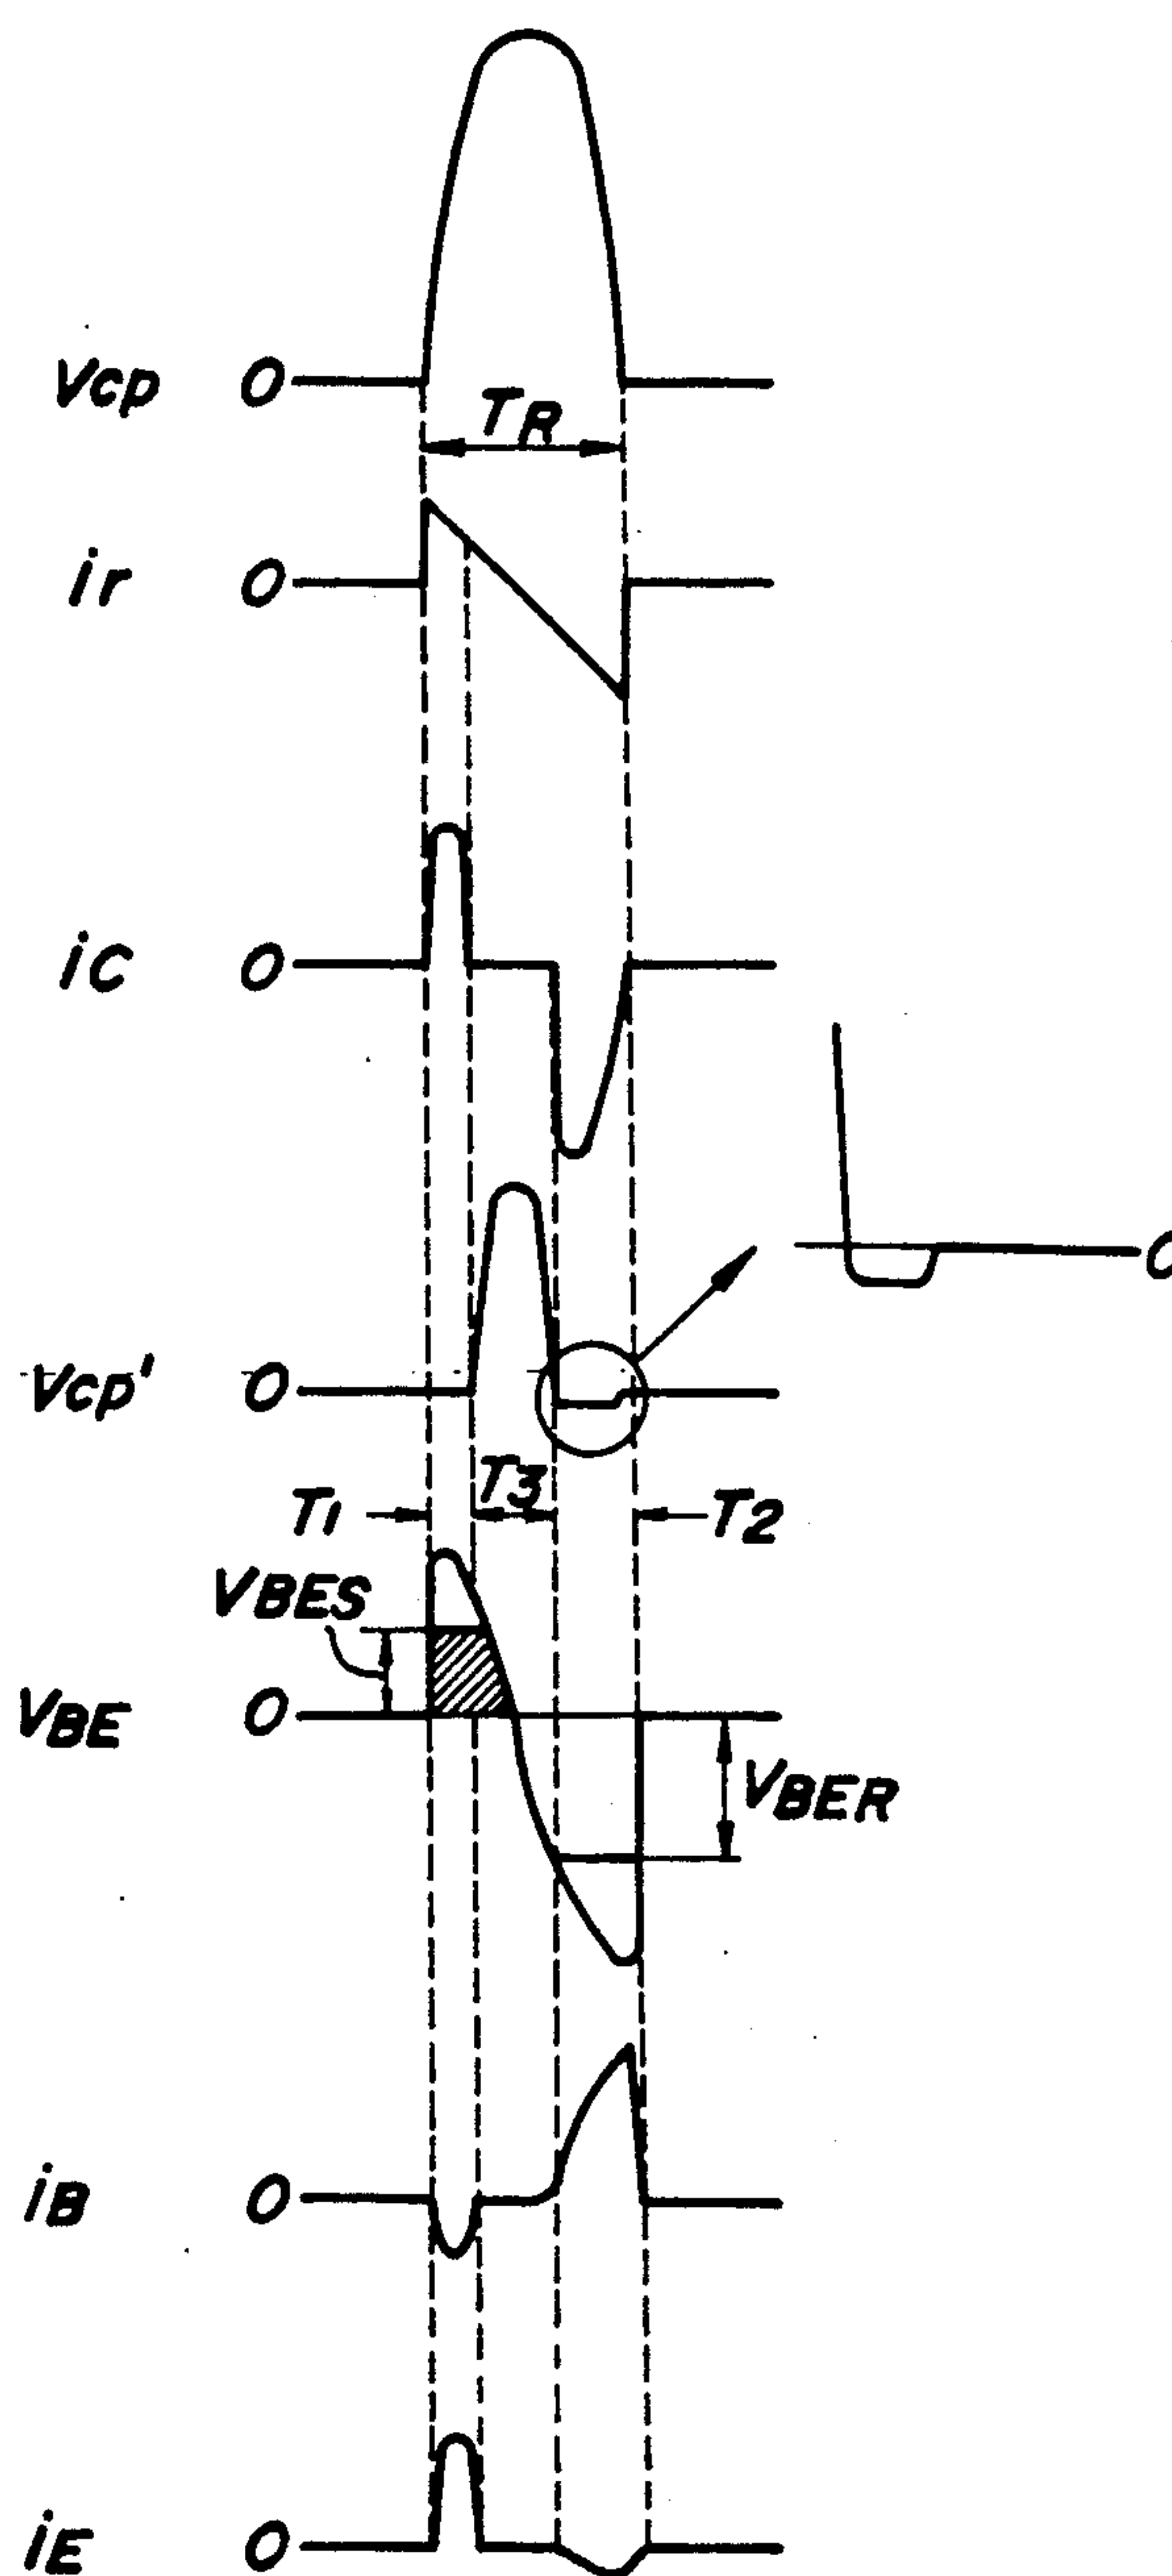 Vcp 0
TR
ir 0
iC 0
0
Vcp' 0
T1 T3 T2
VBES
VBE 0
VBER
iB 0
iE 0